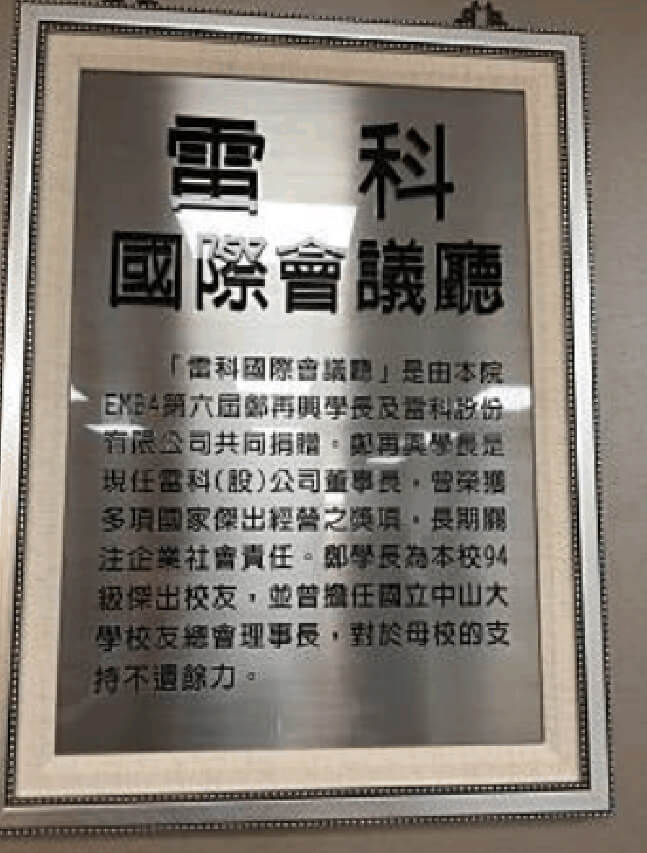 雷科
國際會議廳
「雷科國際會議廳」是由本院
EMBA第六屆鄭再興學長及雷科股份
有限公司共同捐贈。鄭再興學長是
現任雷科(股)公司董事長,曾榮獲
多項國家傑出經營之獎項,長期關
注企業社會責任。鄭學長為本校94
級傑出校友,並曾擔任國立中山大
學校友總會理事長,對於母校的支
持不遺餘力。